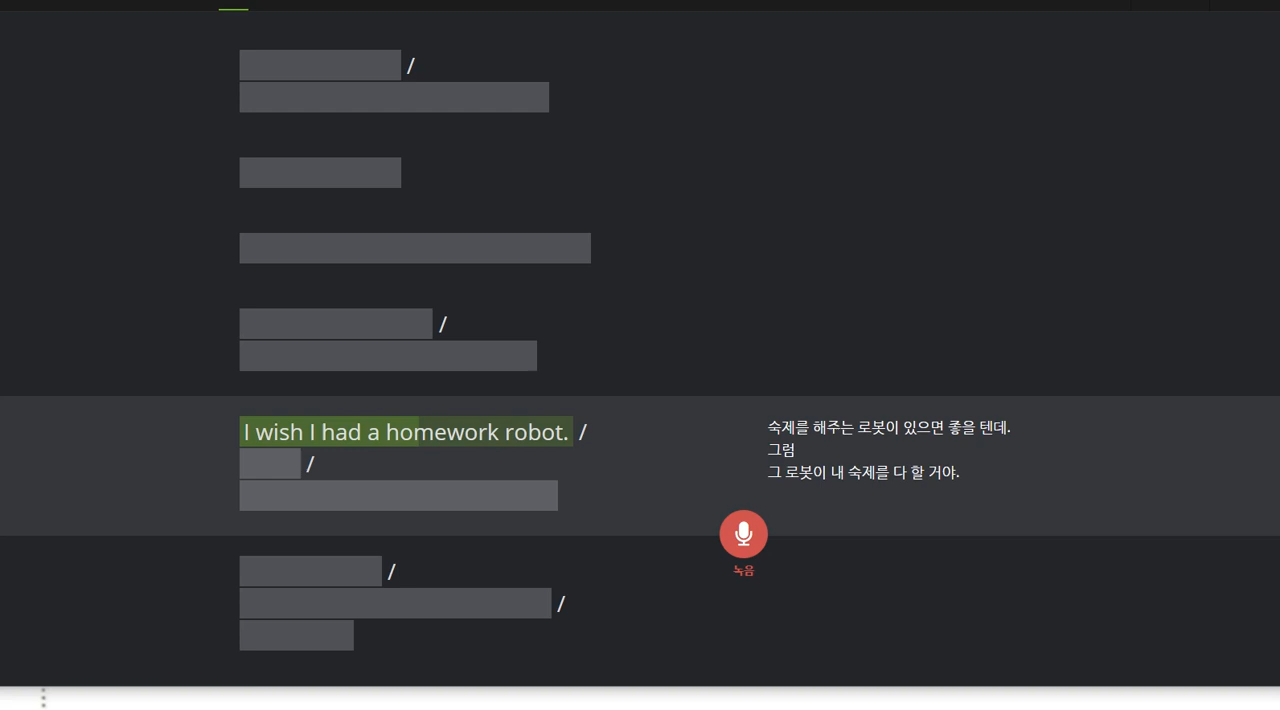 /
/
I wish I had a homework robot. /
/
숙제를 해주는 로봇이 있으면 좋을 텐데.
그럼
그 로봇이 내 숙제를 다 할 거야.
녹음
/
/